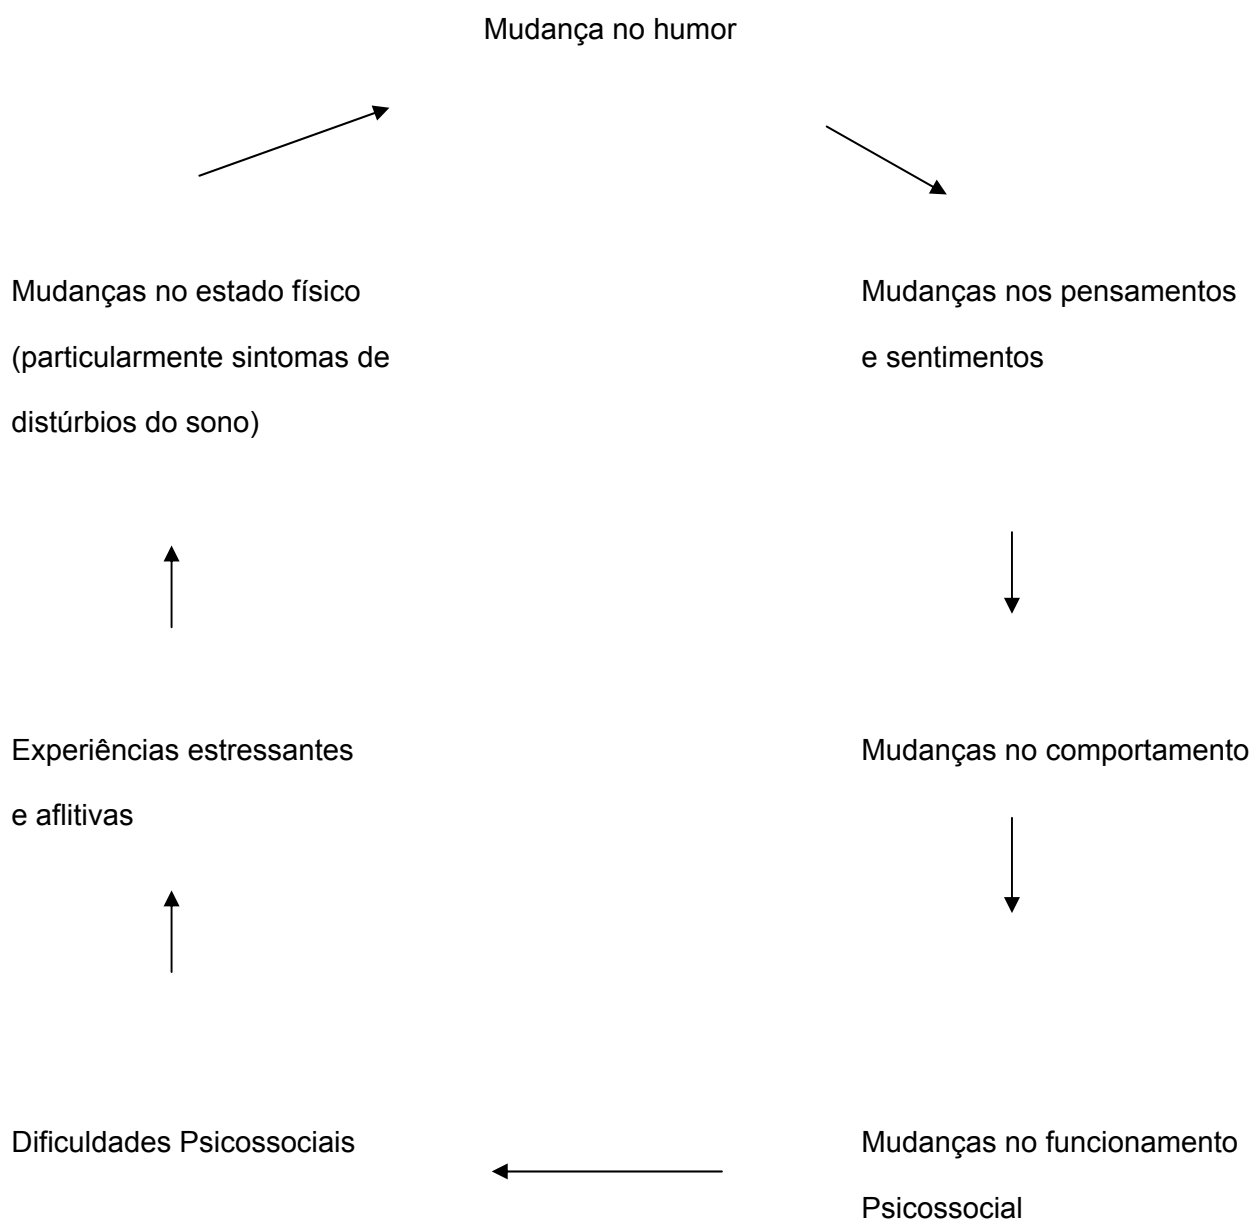 Mudança no humor
Mudanças no estado físico
(particularmente sintomas de
distúrbios do sono)
Mudanças nos pensamentos
e sentimentos
Experiências estressantes
e aflitivas
Mudanças no comportamento
Dificuldades Psicossociais
Mudanças no funcionamento
Psicossocial